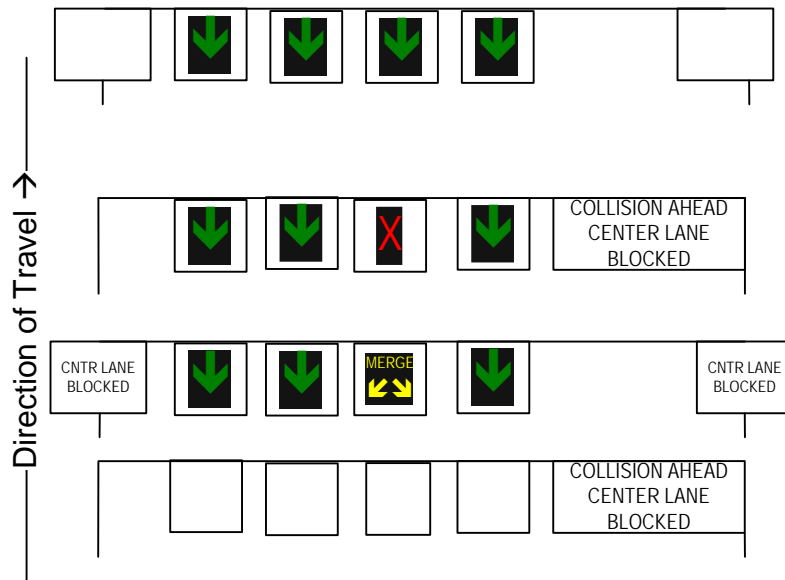 COLLISION AHEAD
CENTER LANE
BLOCKED
CNTR LANE
BLOCKED
MERGE
CNTR LANE
BLOCKED
COLLISION AHEAD
CENTER LANE
BLOCKED
Direction of Travel →
X